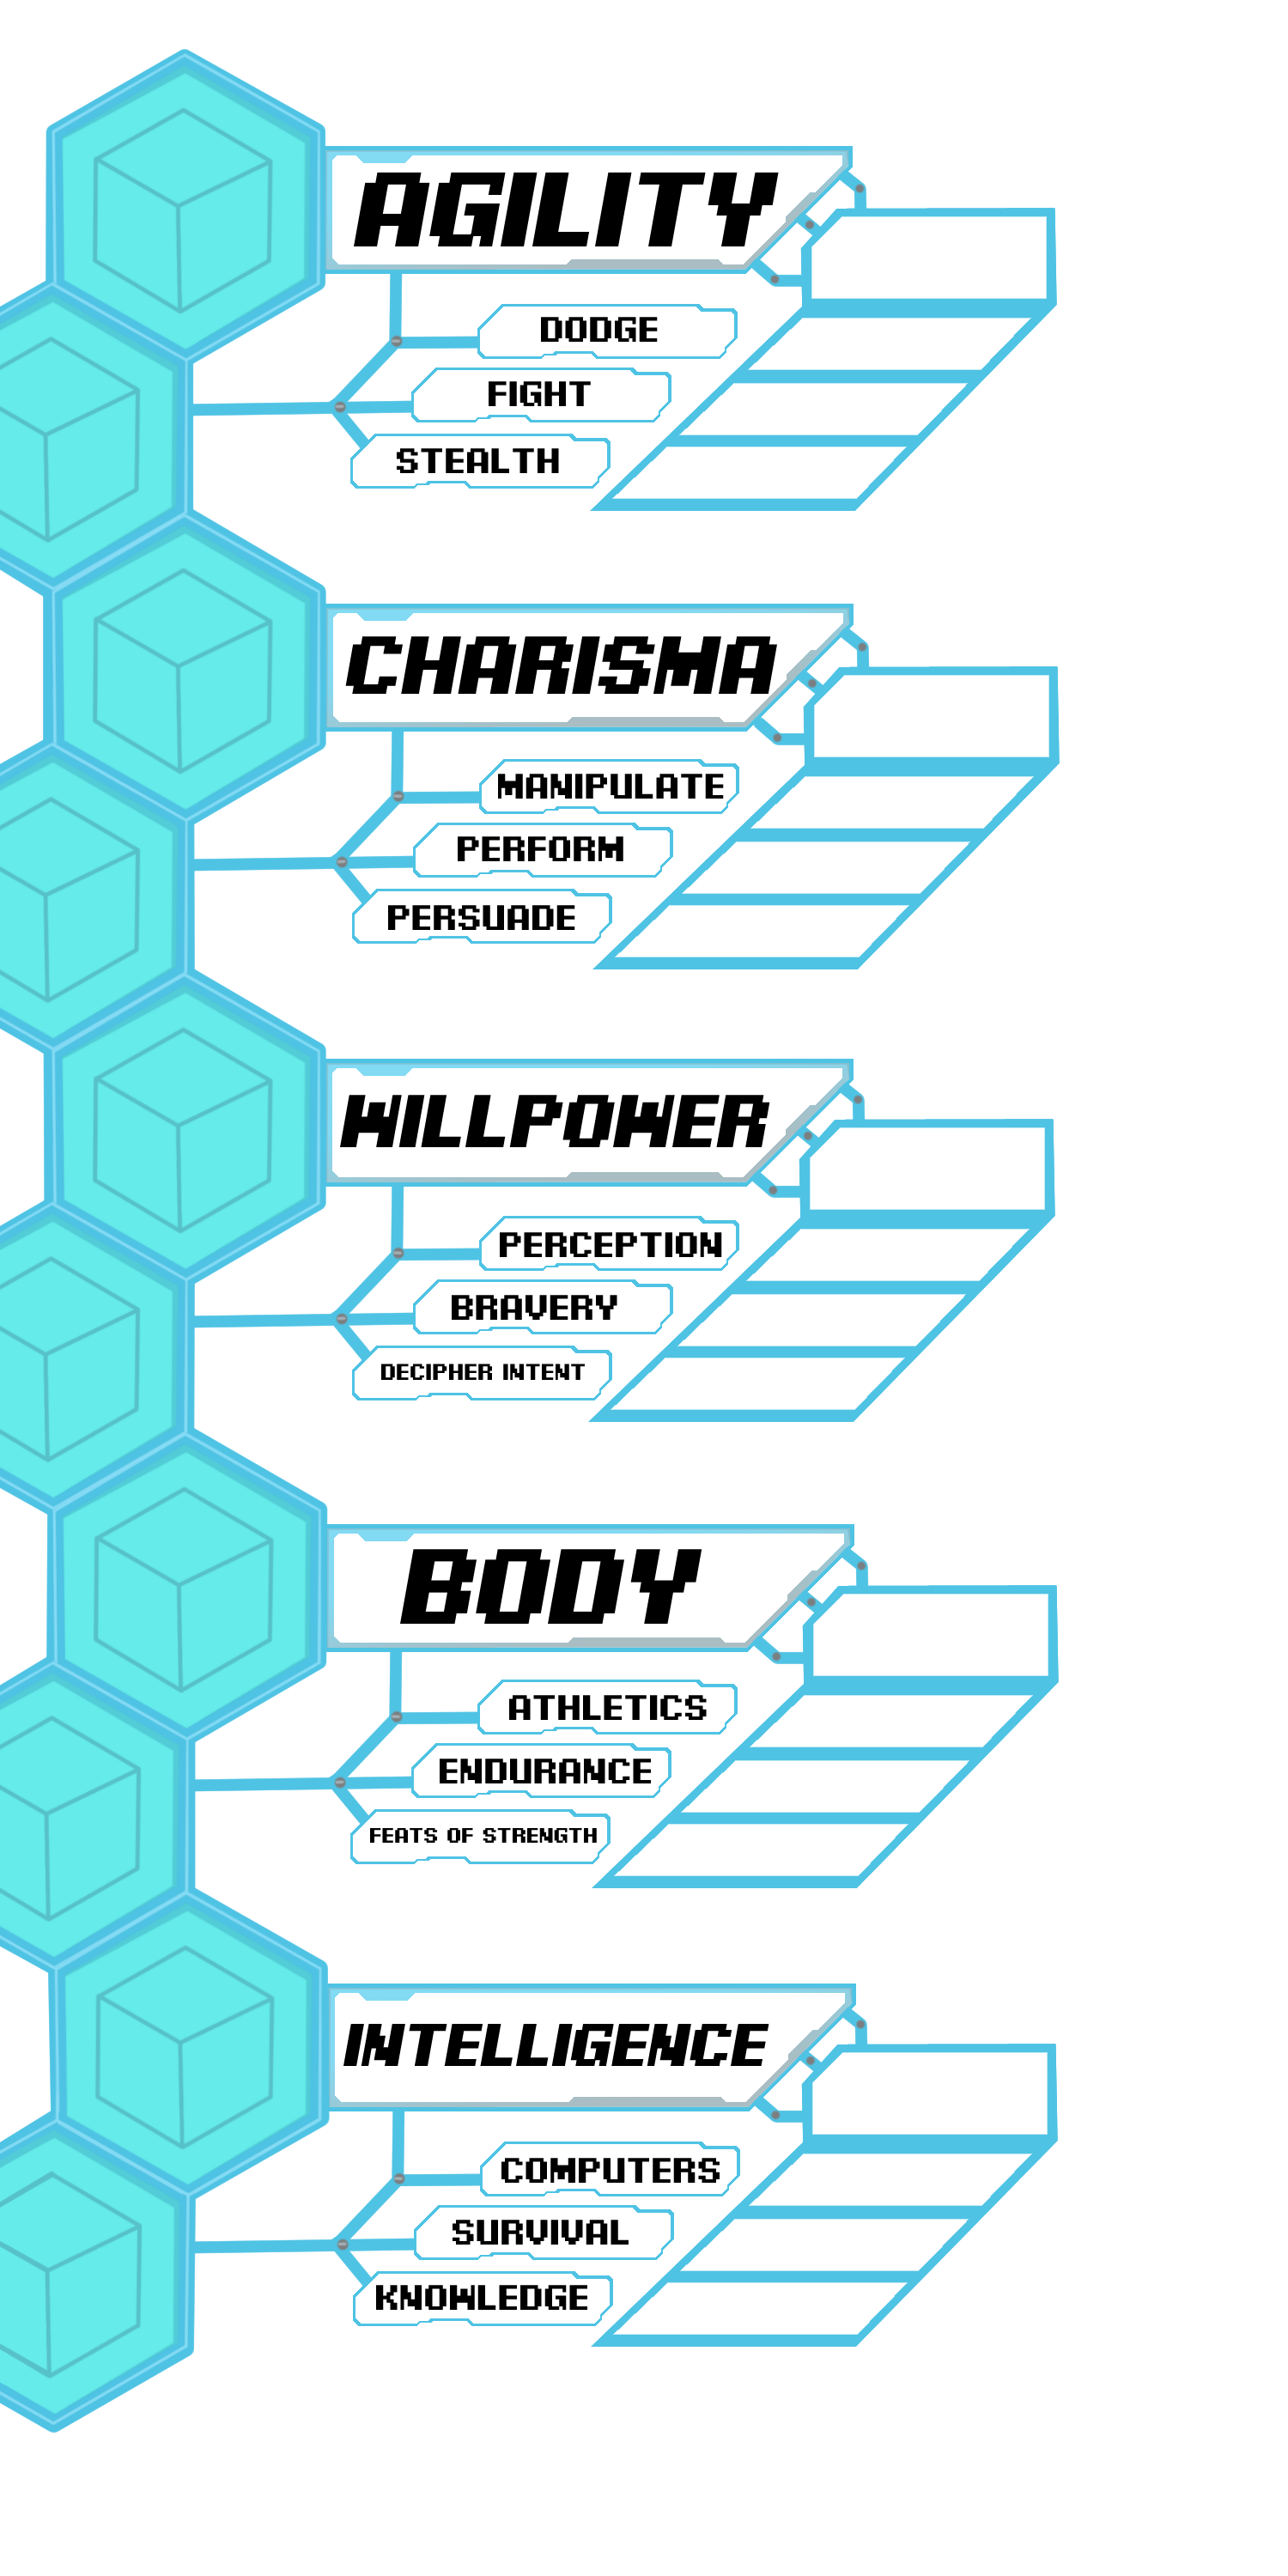 AGILITY
DODGE
FIGHT
STEALTH
CHARISMA
MANIPULATE
PERFORM
PERSUADE
WILLPOWER
PERCEPTION
BRAVERY
DECIPHER INTENT
BODY
ATHLETICS
ENDURANCE
FEATS OF STRENGTH
INTELLIGENCE
COMPUTERS
SURVIVAL
KNOWLEDGE